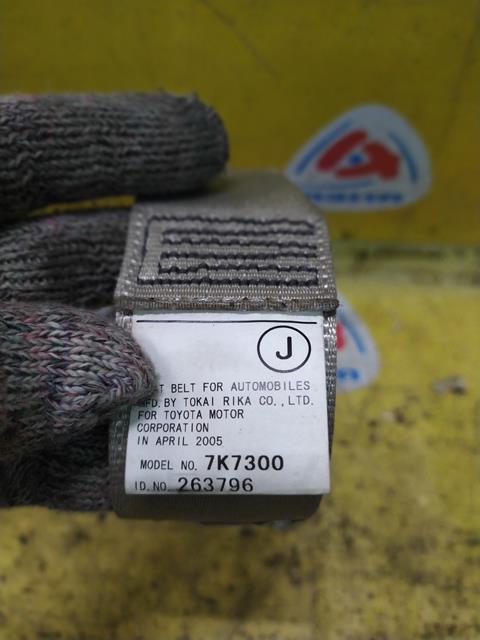 J
T BELT FOR AUTOMOBILES
MFD. BY TOKAI RIKA CO.,LTD.
FOR TOYOTA MOTOR
CORPORATION
IN APRIL 2005
MODEL NO. 7K7300
ID. NO. 263796